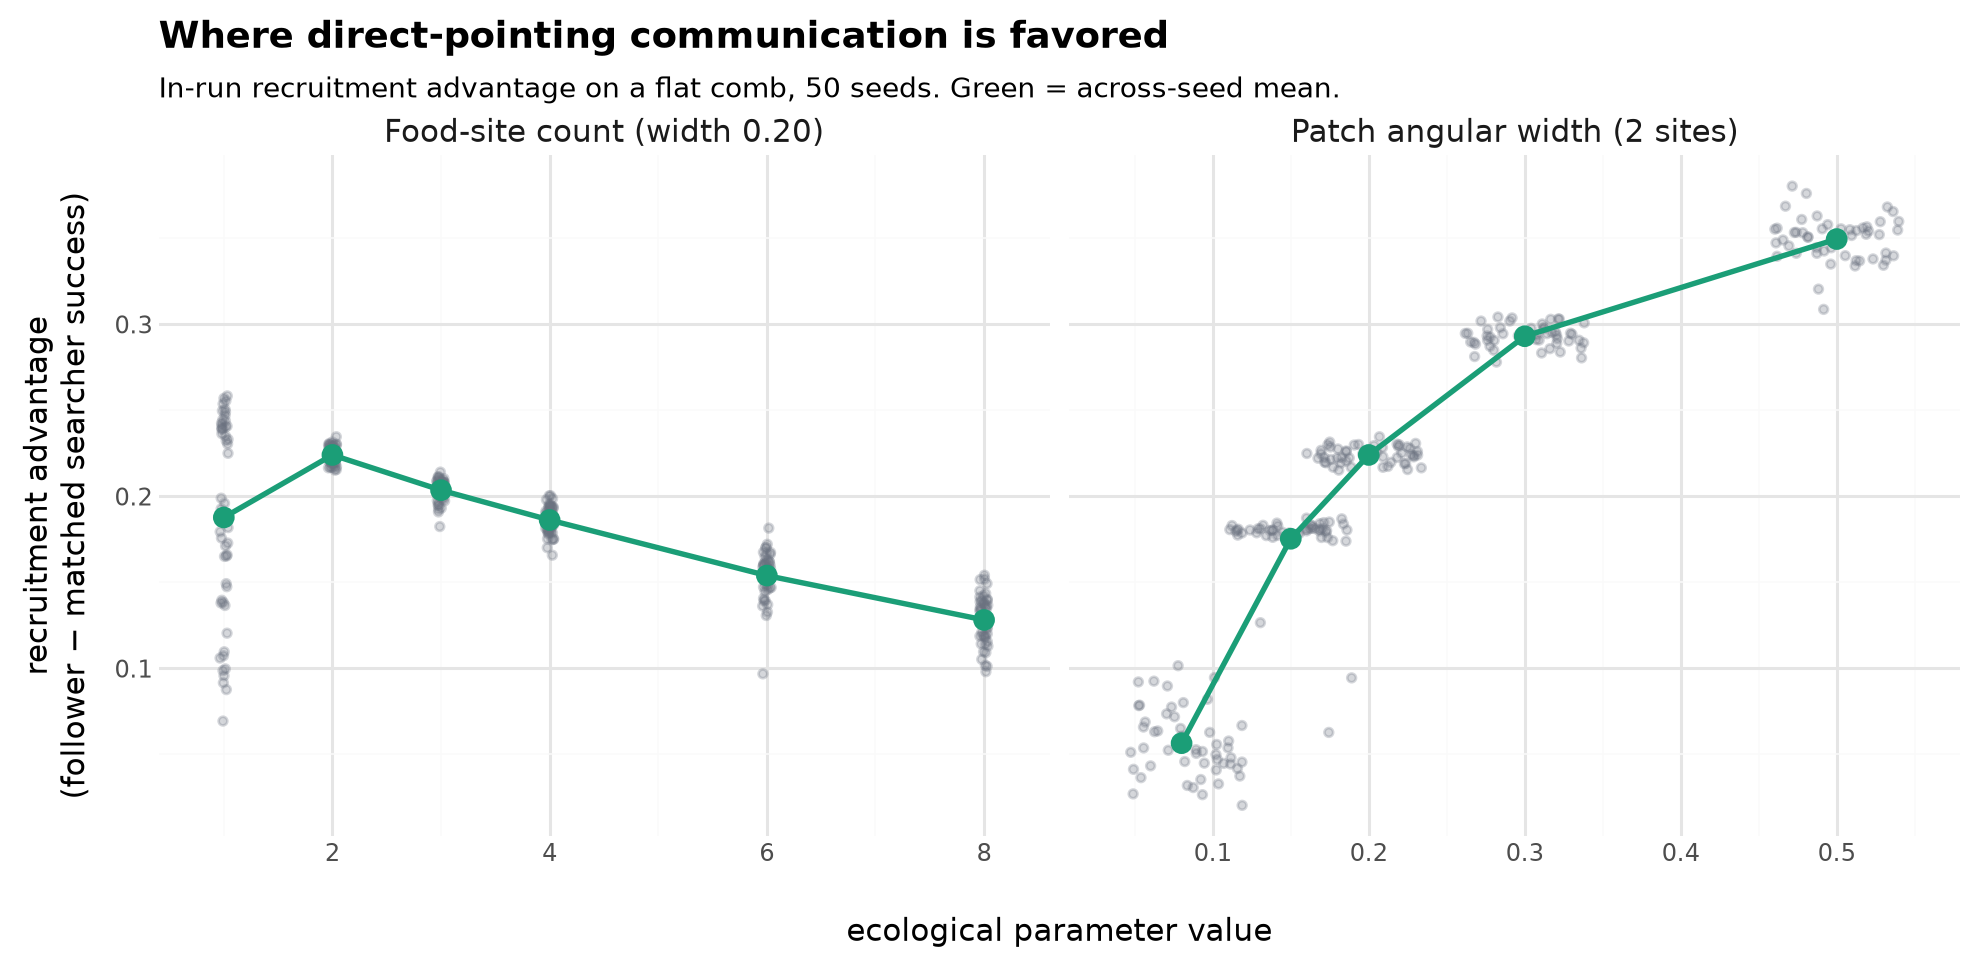 Where direct-pointing communication is favored
In-run recruitment advantage on a flat comb, 50 seeds. Green = across-seed mean.
Food-site count (width 0.20)
Patch angular width (2 sites)
recruitment advantage
(follower − matched searcher success)
0.3
0.2
0.1
2 4 6 8
0.1 0.2 0.3 0.4 0.5
ecological parameter value